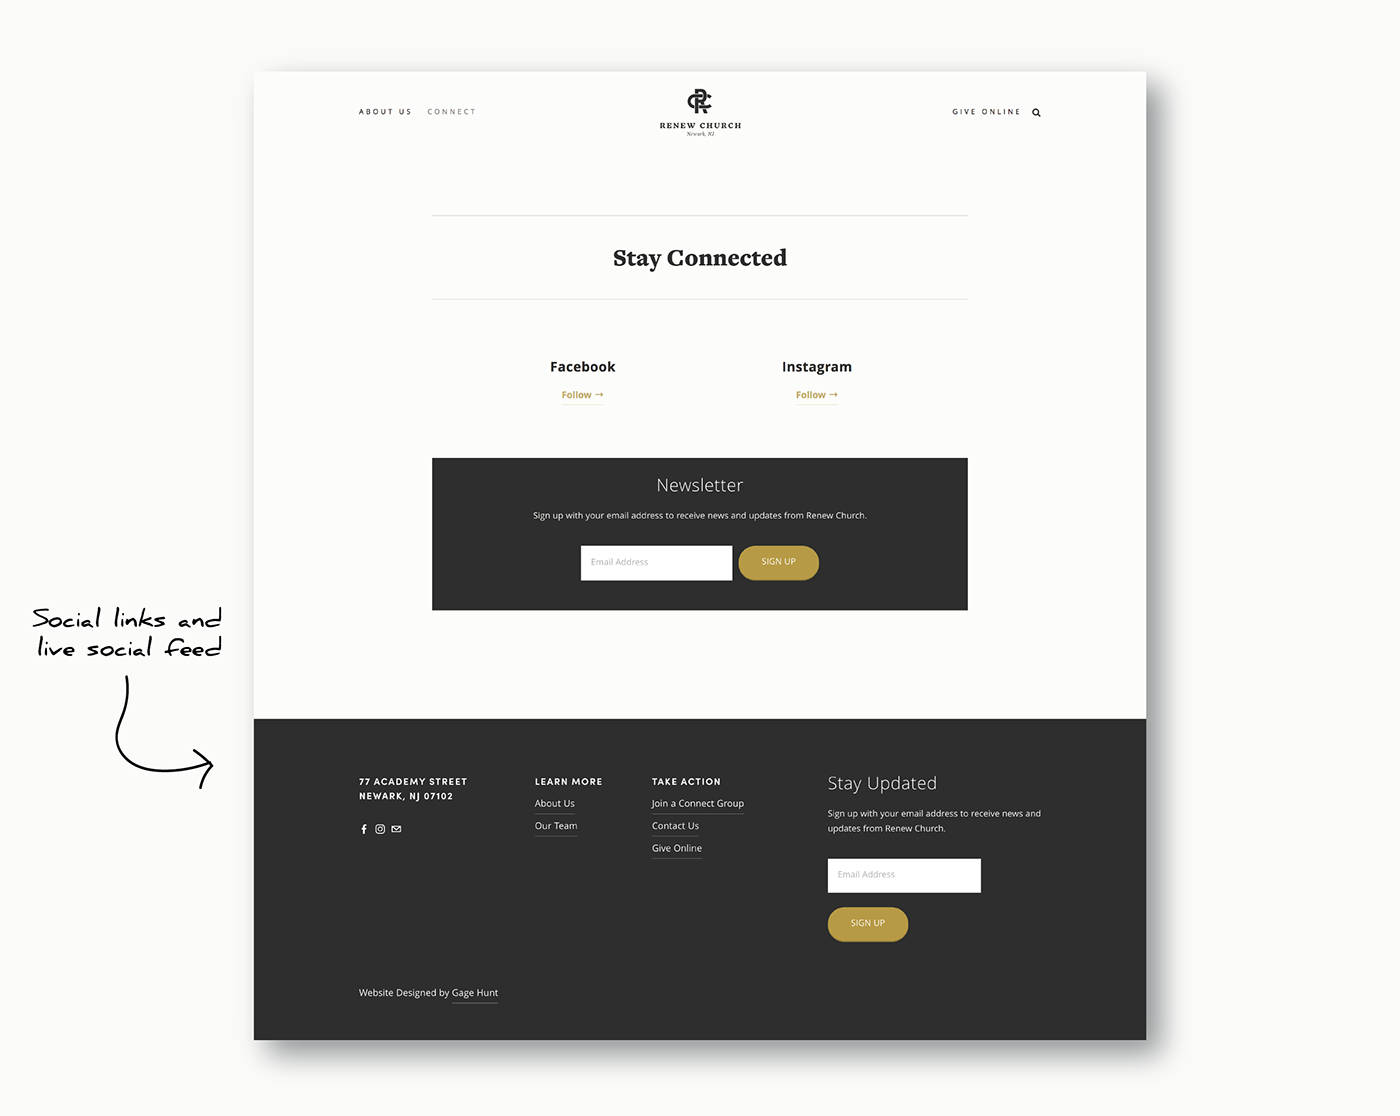 ABOUT US CONNECT
RENEW CHURCH
Newark, NJ
GIVE ONLINE
Stay Connected
Facebook
Follow →
Instagram
Follow →
Newsletter
Sign up with your email address to receive news and updates from Renew Church.
Email Address
SIGN UP
Social links and
live social feed
77 ACADEMY STREET
NEWARK, NJ 07102
LEARN MORE
About Us
Our Team
TAKE ACTION
Join a Connect Group
Contact Us
Give Online
Stay Updated
Sign up with your email address to receive news and
updates from Renew Church.
Email Address
SIGN UP
Website Designed by Gage Hunt